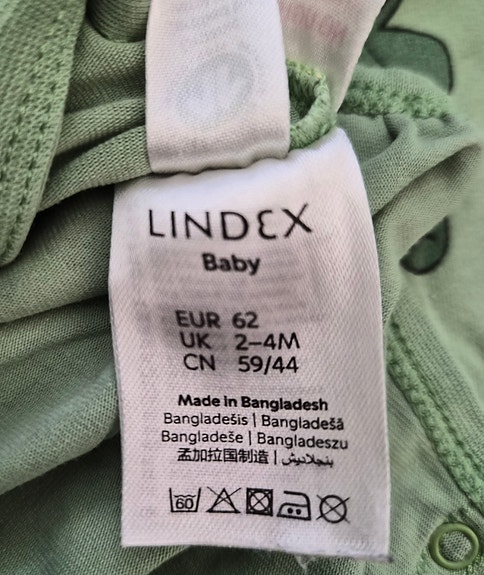 LINDEX
Baby
EUR 62
UK 2–4M
CN 59/44
Made in Bangladesh
Bangladešis | Bangladešā
Bangladeše | Bangladeszu
孟加拉国制造 | بنجلاديش
60